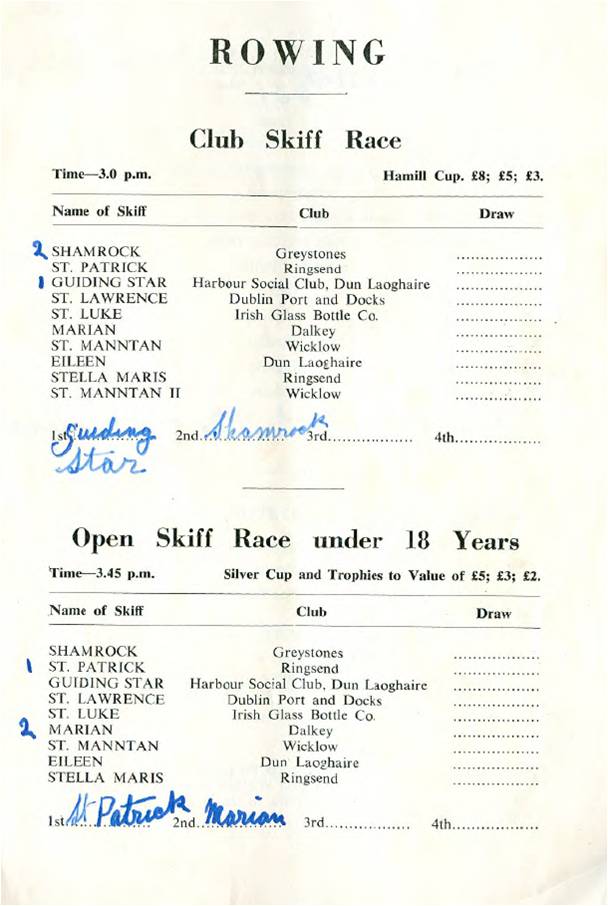 ROWING
Club Skiff Race
Time—3.0 p.m. Hamill Cup. £8; £5; £3.
Name of Skiff Club Draw
2 SHAMROCK Greystones ....................
ST. PATRICK Ringsend ....................
1 GUIDING STAR Harbour Social Club, Dun Laoghaire ....................
ST. LAWRENCE Dublin Port and Docks ....................
ST. LUKE Irish Glass Bottle Co. ....................
MARIAN Dalkey ....................
ST. MANNTAN Wicklow ....................
EILEEN Dun Laoghaire ....................
STELLA MARIS Ringsend ....................
ST. MANNTAN II Wicklow ....................
1st Guiding 2nd Shamrock 3rd.................... 4th....................
Star
Open Skiff Race under 18 Years
Time—3.45 p.m. Silver Cup and Trophies to Value of £5; £3; £2.
Name of Skiff Club Draw
SHAMROCK Greystones ....................
1 ST. PATRICK Ringsend ....................
GUIDING STAR Harbour Social Club, Dun Laoghaire ....................
ST. LAWRENCE Dublin Port and Docks ....................
ST. LUKE Irish Glass Bottle Co. ....................
2 MARIAN Dalkey ....................
ST. MANNTAN Wicklow ....................
EILEEN Dun Laoghaire ....................
STELLA MARIS Ringsend ....................
1st St Patrick 2nd Marian 3rd.................... 4th....................